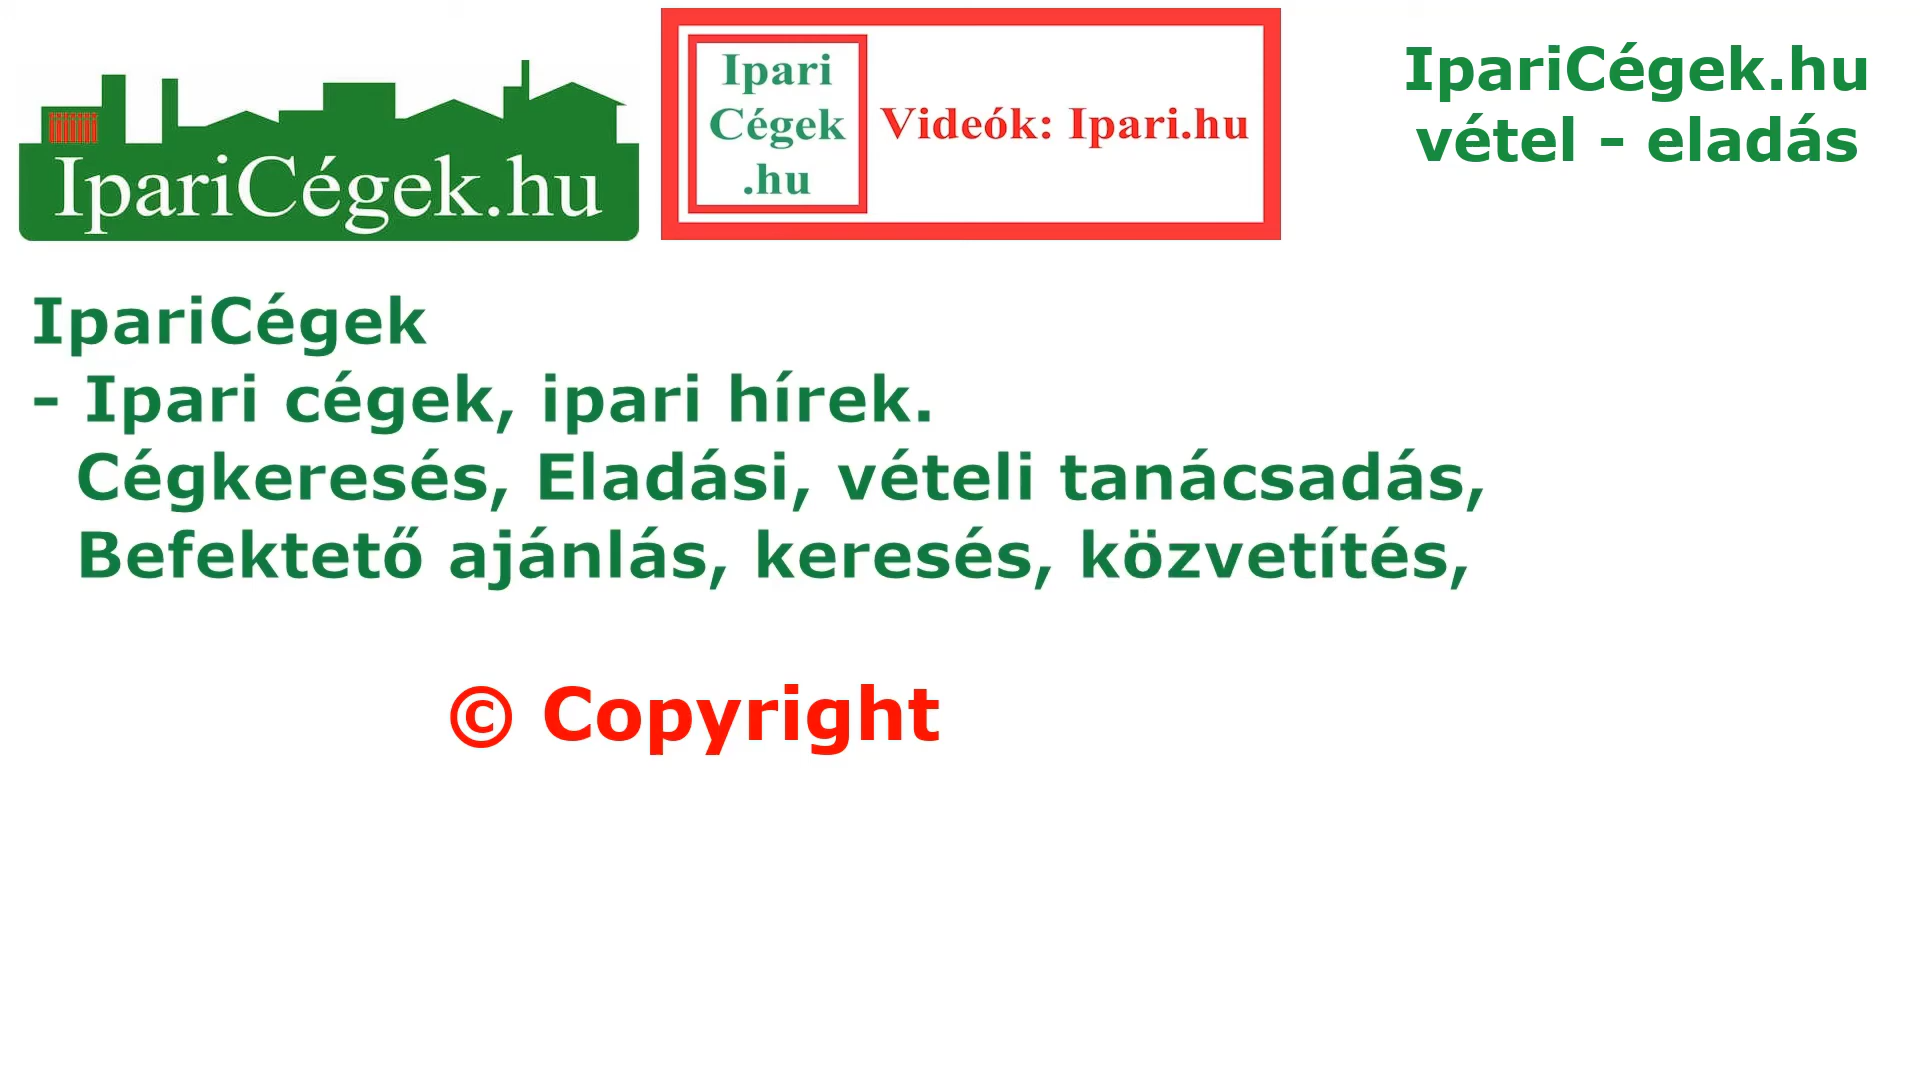 IpariCégek.hu
Ipari
Cégek
.hu
Videók: Ipari.hu
IpariCégek.hu
vétel - eladás
IpariCégek
- Ipari cégek, ipari hírek.
Cégkeresés, Eladási, vételi tanácsadás,
Befektető ajánlás, keresés, közvetítés,
© Copyright